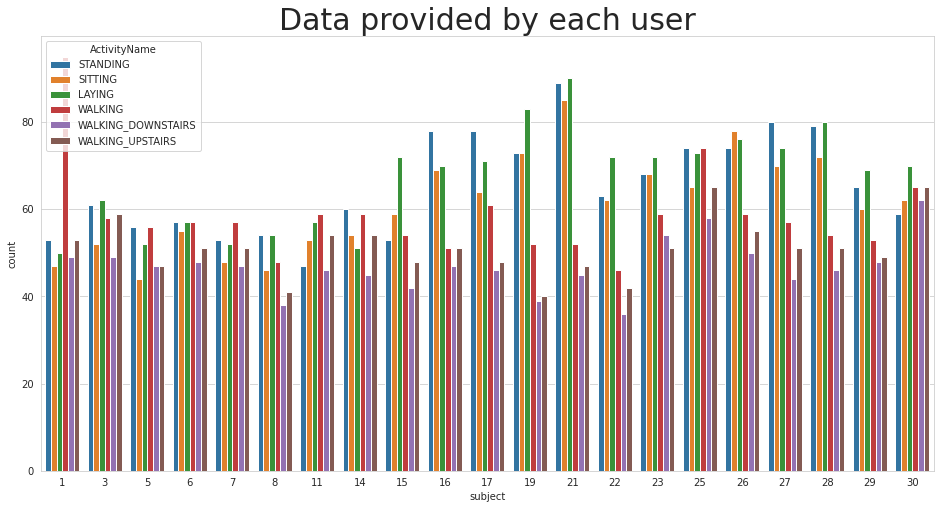 Data provided by each user
ActivityName
STANDING
SITTING
LAYING
WALKING
WALKING_DOWNSTAIRS
WALKING_UPSTAIRS
80
60
40
20
0
count
1 3 5 6 7 8 11 14 15 16 17 19 21 22 23 25 26 27 28 29 30
subject